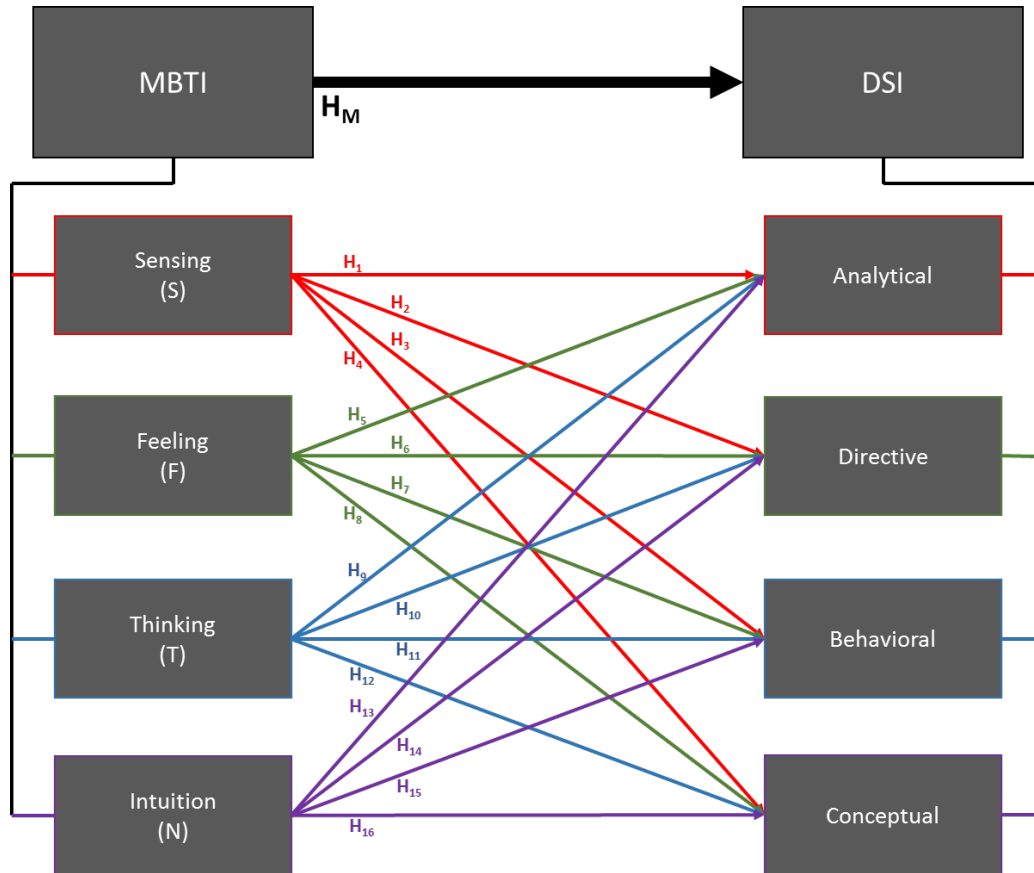 MBTI
DSI
H_M
Sensing
(S)
Analytical
H₁
H₂
H₃
H₄
Feeling
(F)
Directive
H₅
H₆
H₇
H₈
Thinking
(T)
Behavioral
H₉
H₁₀
H₁₁
H₁₂
Intuition
(N)
Conceptual
H₁₃
H₁₄
H₁₅
H₁₆